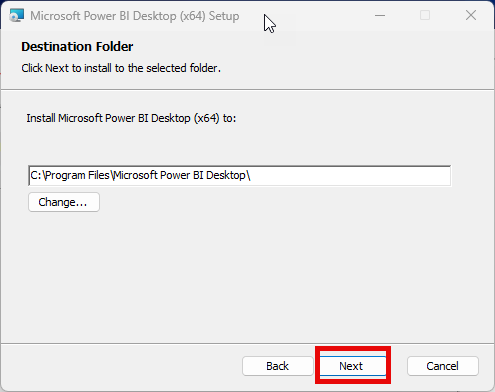 Microsoft Power BI Desktop (x64) Setup
Destination Folder
Click Next to install to the selected folder.
Install Microsoft Power BI Desktop (x64) to:
C:\Program Files\Microsoft Power BI Desktop\
Change...
Back Next Cancel